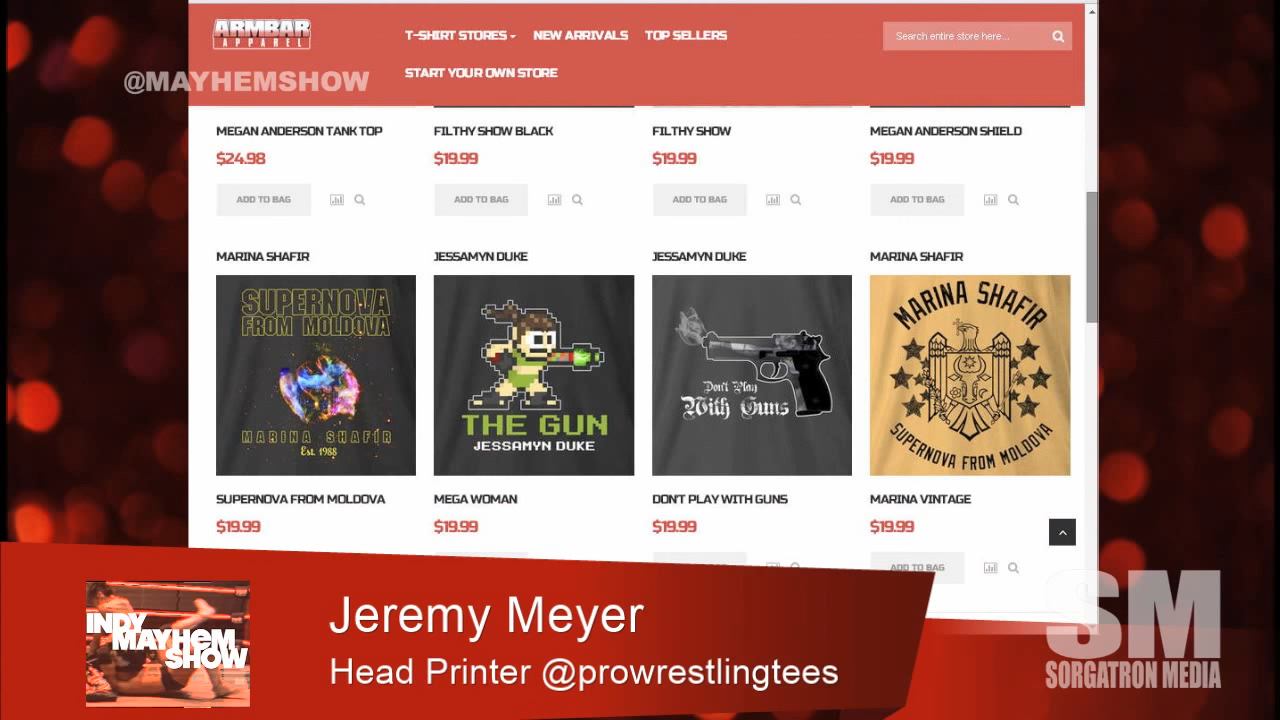 ARMBAR
APPAREL
T-SHIRT STORES
NEW ARRIVALS
TOP SELLERS
START YOUR OWN STORE
Search entire store here...
@MAYHEMSHOW
MEGAN ANDERSON TANK TOP
$24.98
ADD TO BAG
FILTHY SHOW BLACK
$19.99
ADD TO BAG
FILTHY SHOW
$19.99
ADD TO BAG
MEGAN ANDERSON SHIELD
$19.99
ADD TO BAG
MARINA SHAFIR
SUPERNOVA
FROM MOLDOVA
MARINA SHAFIR
Est. 1988
SUPERNOVA FROM MOLDOVA
$19.99
JESSAMYN DUKE
THE GUN
JESSAMYN DUKE
MEGA WOMAN
$19.99
JESSAMYN DUKE
Don't Play
With Guns
DON'T PLAY WITH GUNS
$19.99
MARINA SHAFIR
MARINA SHAFIR
SUPERNOVA FROM MOLDOVA
MARINA VINTAGE
$19.99
ADD TO BAG
INDY
MAYHEM
SHOW
Jeremy Meyer
Head Printer @prowrestlingtees
SM
SORGATRON MEDIA